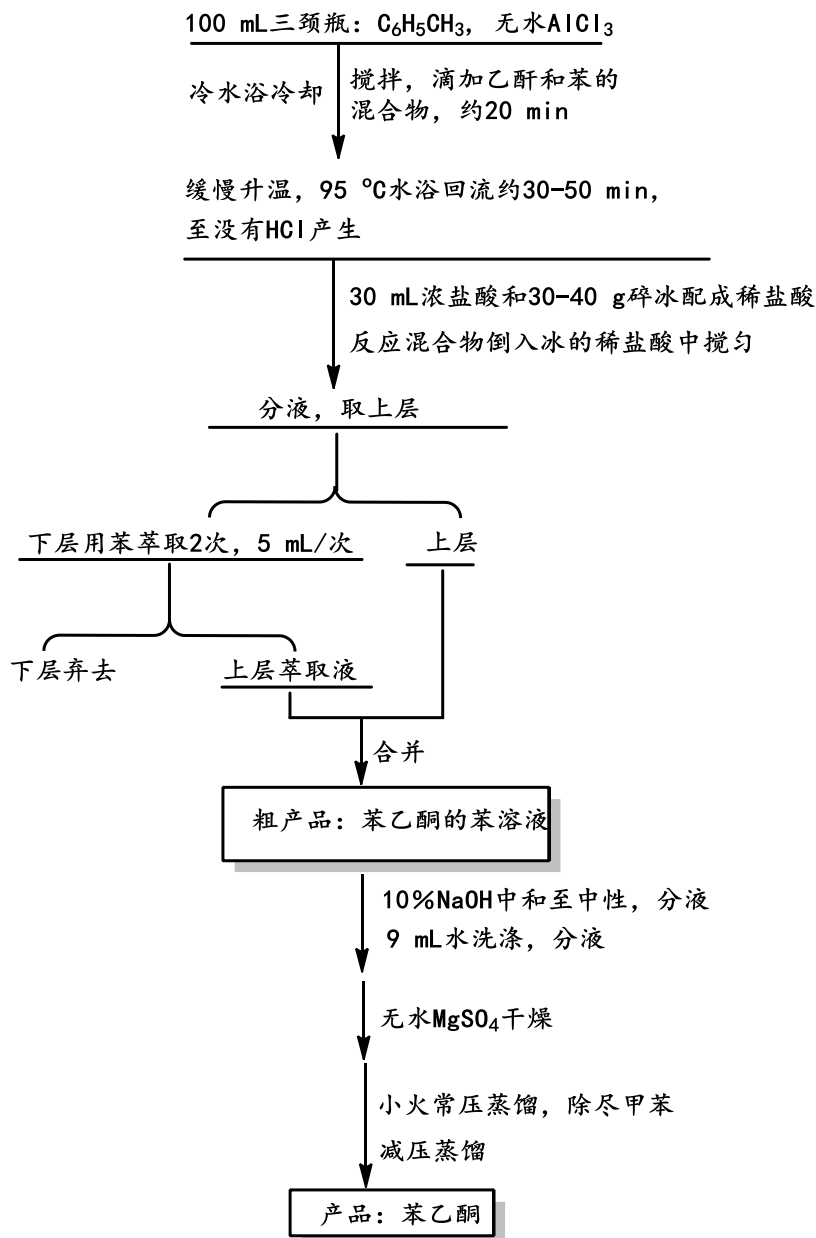 100 mL三颈瓶：C₆H₅CH₃, 无水AlCl₃
冷水浴冷却
搅拌，滴加乙酐和苯的
混合物，约20 min
缓慢升温，95 ºC水浴回流约30-50 min，
至没有HCl产生
30 mL浓盐酸和30-40 g碎冰配成稀盐酸
反应混合物倒入冰的稀盐酸中搅匀
分液，取上层
下层用苯萃取2次，5 mL/次
上层
下层弃去
上层萃取液
合并
粗产品：苯乙酮的苯溶液
10%NaOH中和至中性，分液
9 mL水洗涤，分液
无水MgSO₄干燥
小火常压蒸馏，除尽甲苯
减压蒸馏
产品：苯乙酮